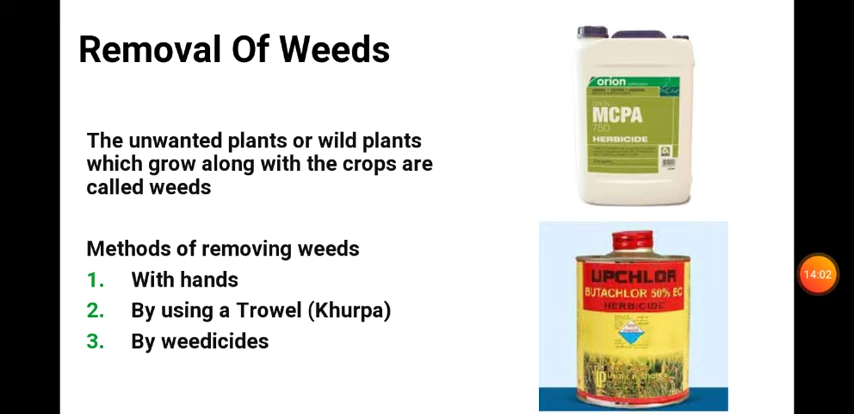 Removal Of Weeds
The unwanted plants or wild plants
which grow along with the crops are
called weeds
Methods of removing weeds
1. With hands
2. By using a Trowel (Khurpa)
3. By weedicides
orion
MCPA
750
HERBICIDE
UPCHLOR
BUTACHLOR 50% EC
HERBICIDE
14:02